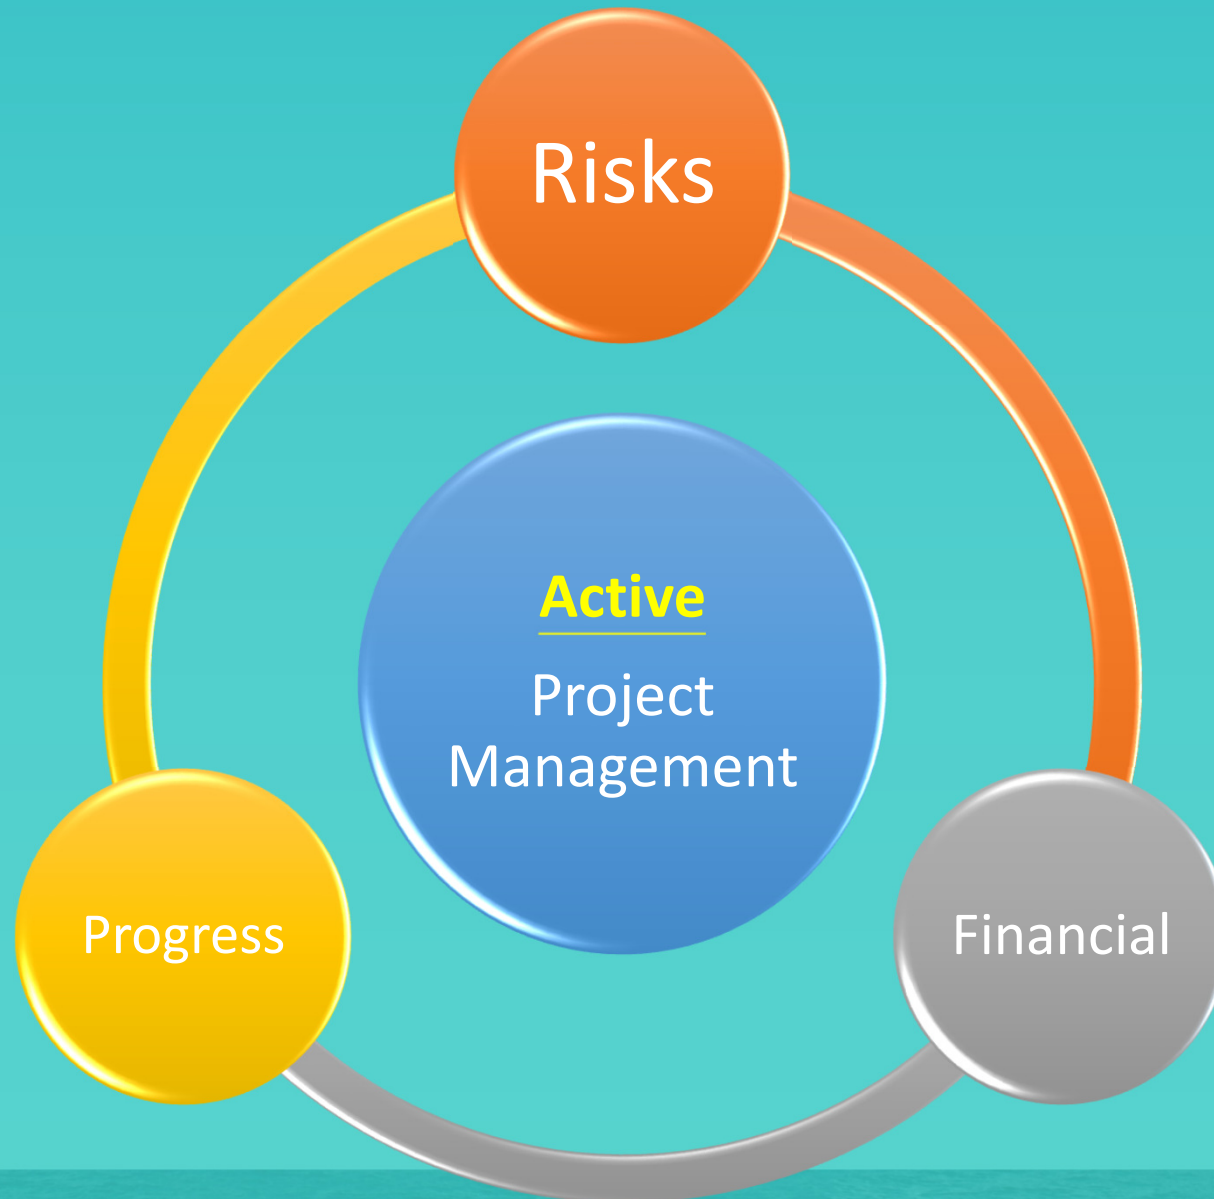 Risks
Active
Project
Management
Progress
Financial